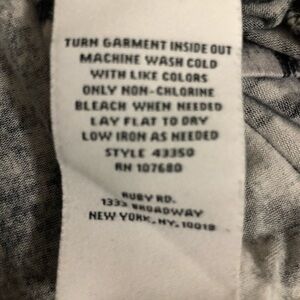 TURN GARMENT INSIDE OUT
MACHINE WASH COLD
WITH LIKE COLORS
ONLY NON-CHLORINE
BLEACH WHEN NEEDED
LAY FLAT TO DRY
LOW IRON AS NEEDED
STYLE 43350
RN 107680
RUBY RD.
1333 BROADWAY
NEW YORK, NY, 10018